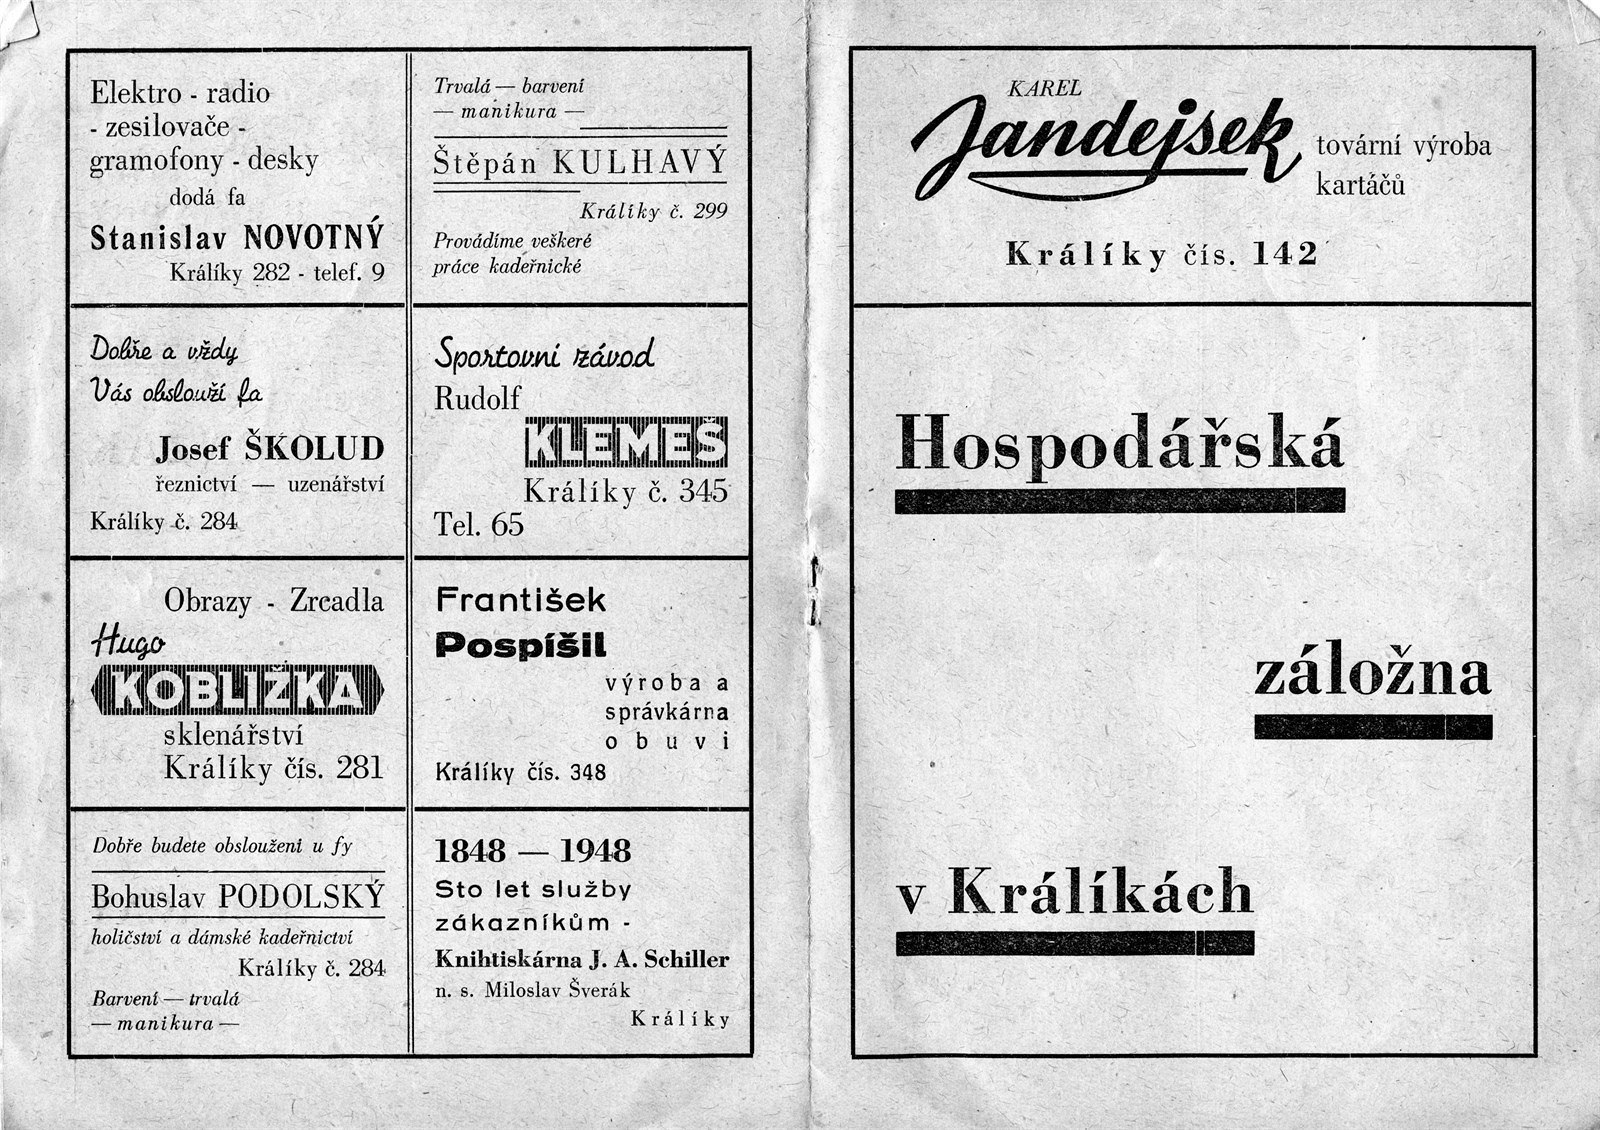 Elektro - radio
- zesilovače -
gramofony - desky
dodá fa
Stanislav NOVOTNÝ
Králíky 282 - telef. 9
Dobře a vždy
Vás obslouží fa
Josef ŠKOLUD
řeznictví — uzenářství
Králíky č. 284
Obrazy - Zrcadla
Hugo
KOBLIŽKA
sklenářství
Králíky čís. 281
Dobře budete obslouženi u fy
Bohuslav PODOLSKÝ
holičství a dámské kadeřnictví
Králíky č. 284
Barvení — trvalá
— manikura —
Trvalá — barvení
— manikura —
Štěpán KULHAVÝ
Králíky č. 299
Provádíme veškeré
práce kadeřnické
Sportovní závod
Rudolf
KLEMEŠ
Králíky č. 345
Tel. 65
František
Pospíšil
výroba a
správkárna
obuvi
Králíky čís. 348
1848 — 1948
Sto let služby
zákazníkům -
Knihtiskárna J. A. Schiller
n. s. Miloslav Šverák
Králíky
KAREL
Jandejsek
tovární výroba
kartáčů
Králíky čís. 142
Hospodářská
záložna
v Králíkách